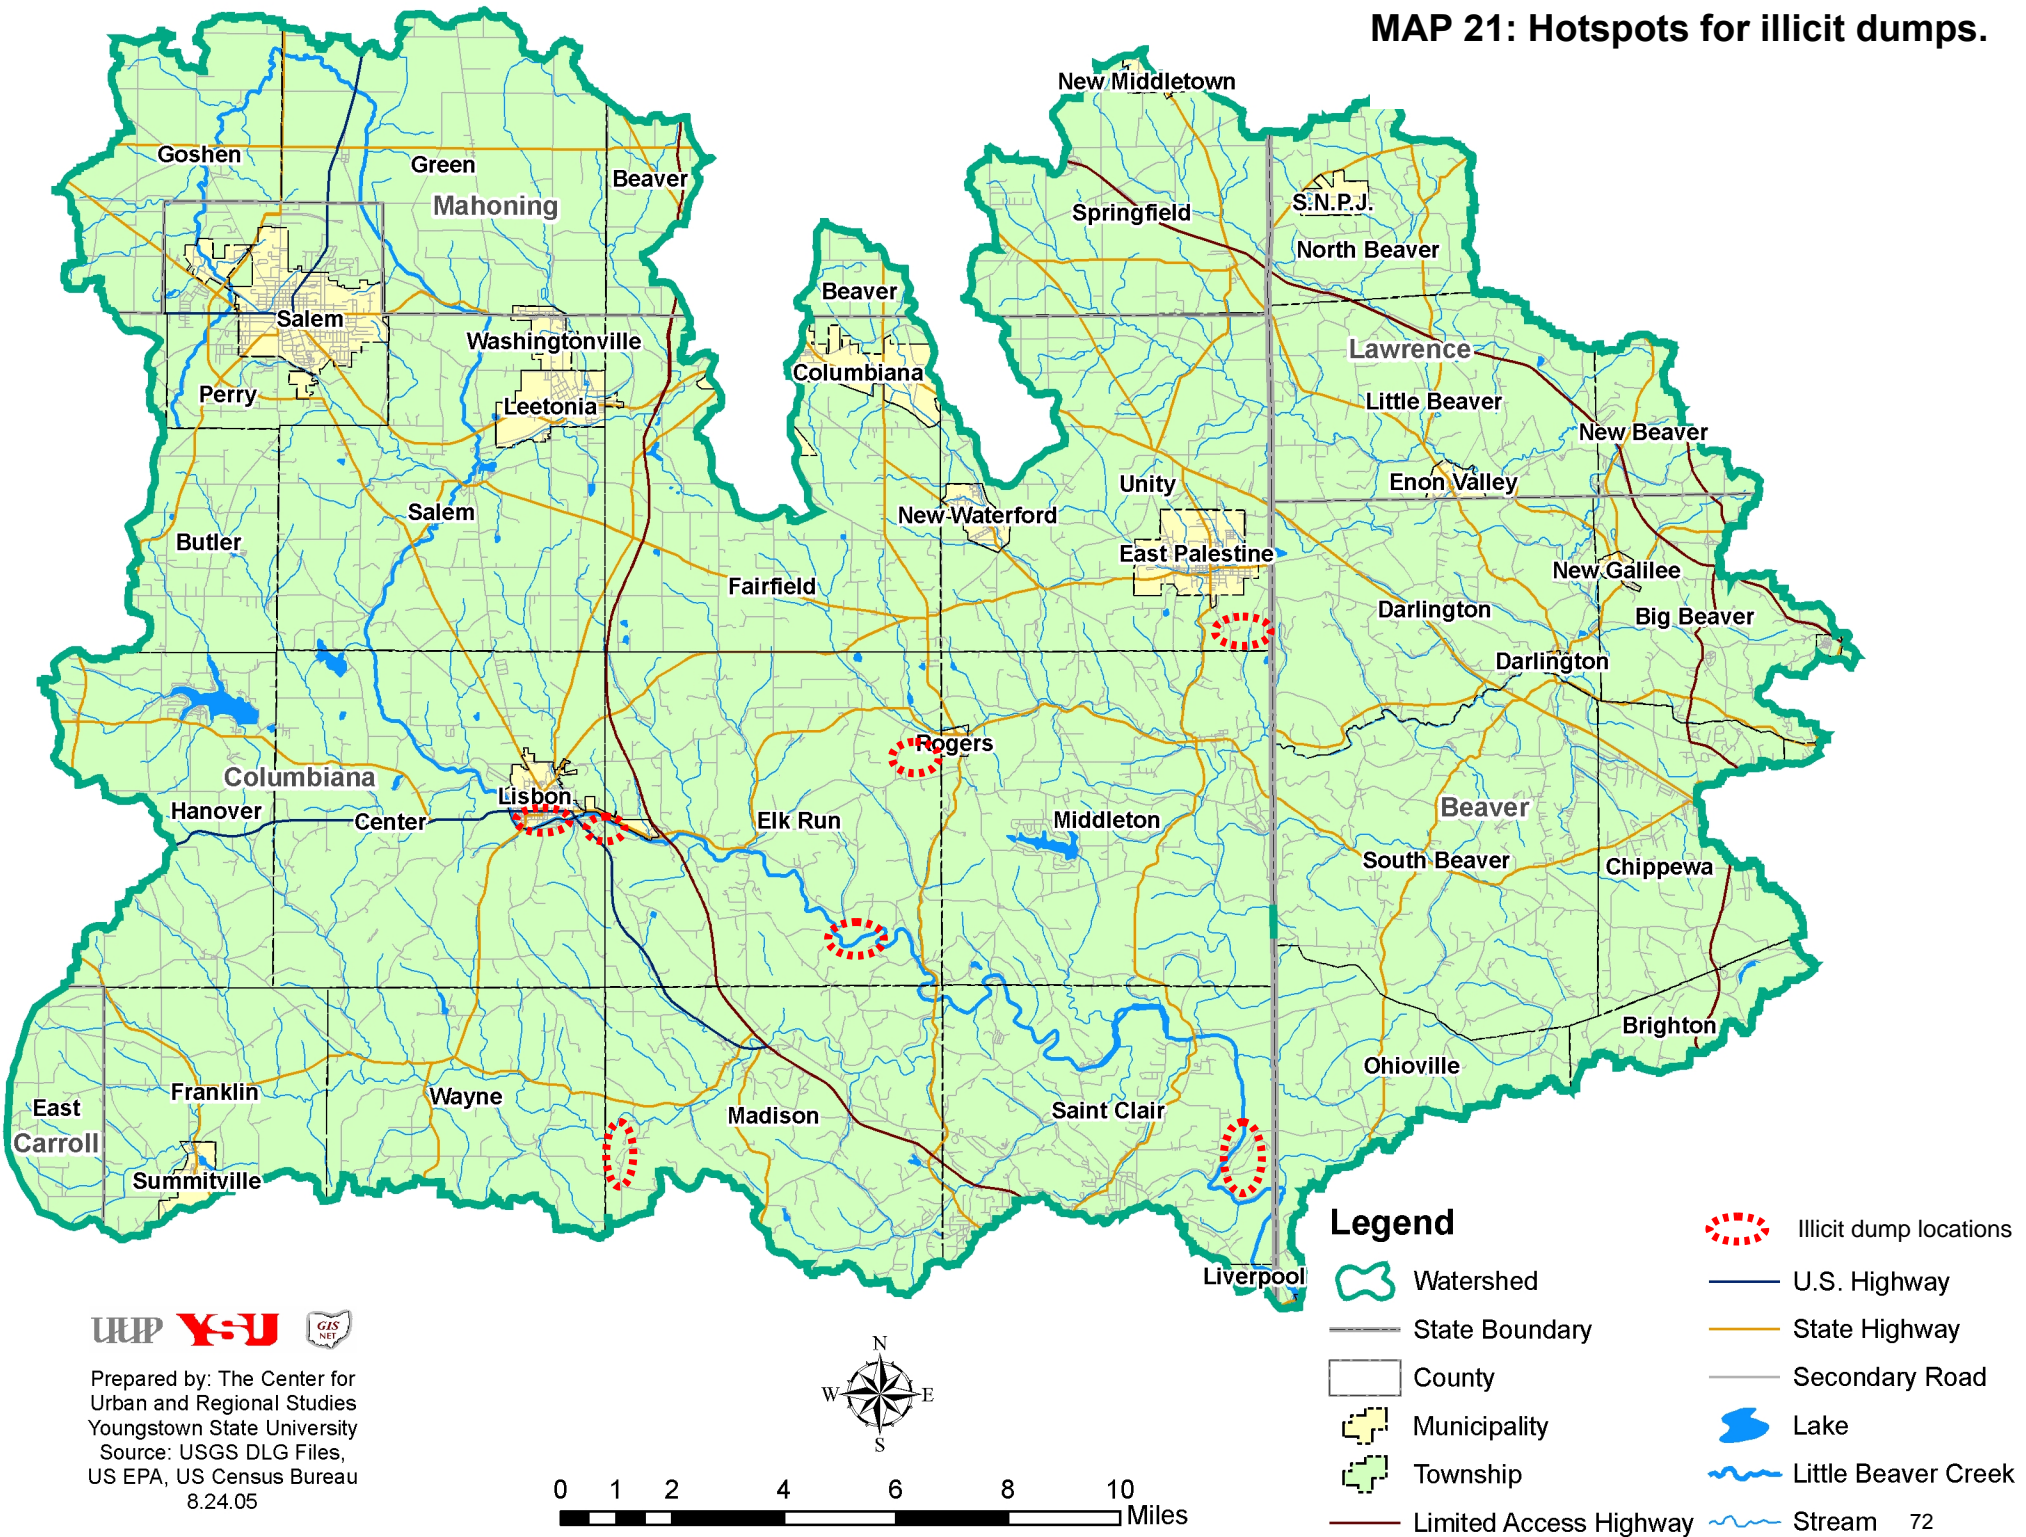 MAP 21: Hotspots for illicit dumps.
New Middletown
Goshen
Green
Beaver
Mahoning
Springfield
S.N.P.J.
North Beaver
Beaver
Salem
Washingtonville
Lawrence
Columbiana
Perry
Leetonia
Little Beaver
New Beaver
Unity
Enon Valley
Salem
New Waterford
Butler
East Palestine
New Galilee
Fairfield
Darlington
Big Beaver
Darlington
Rogers
Columbiana
Lisbon
Hanover
Center
Elk Run
Middleton
Beaver
South Beaver
Chippewa
Brighton
Ohioville
Franklin
Wayne
East
Madison
Saint Clair
Carroll
Summitville
Liverpool
Legend
Illicit dump locations
Watershed
U.S. Highway
State Boundary
State Highway
County
Secondary Road
Municipality
Lake
Township
Little Beaver Creek
Limited Access Highway
Stream
72
UUP YSU GIS
NET
Prepared by: The Center for
Urban and Regional Studies
Youngstown State University
Source: USGS DLG Files,
US EPA, US Census Bureau
8.24.05
N
W E
S
0 1 2 4 6 8 10
Miles